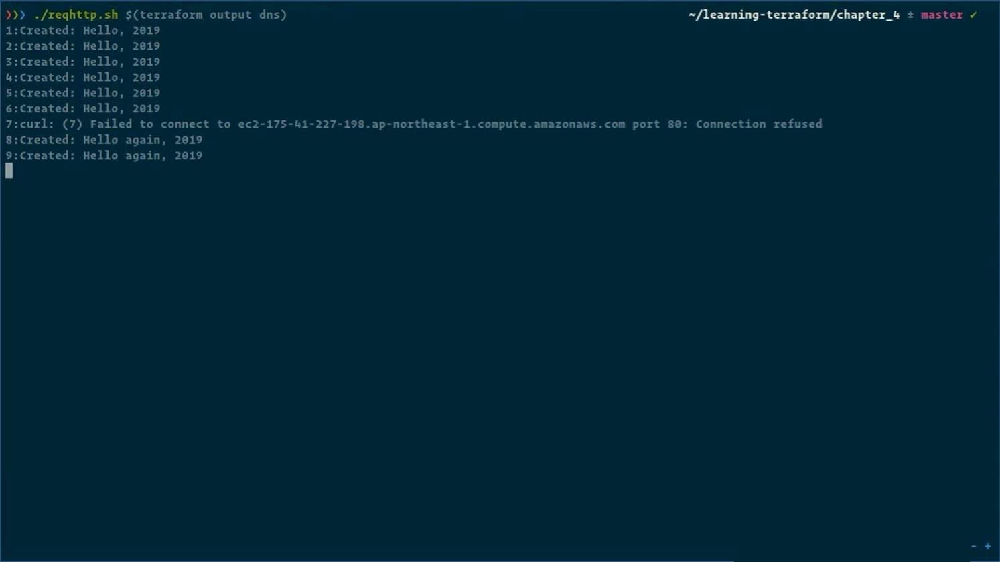 ❯❯❯ ./reqhttp.sh $(terraform output dns) ~/learning-terraform/chapter_4 ± master ✓
1:Created: Hello, 2019
2:Created: Hello, 2019
3:Created: Hello, 2019
4:Created: Hello, 2019
5:Created: Hello, 2019
6:Created: Hello, 2019
7:curl: (7) Failed to connect to ec2-175-41-227-198.ap-northeast-1.compute.amazonaws.com port 80: Connection refused
8:Created: Hello again, 2019
9:Created: Hello again, 2019
- +